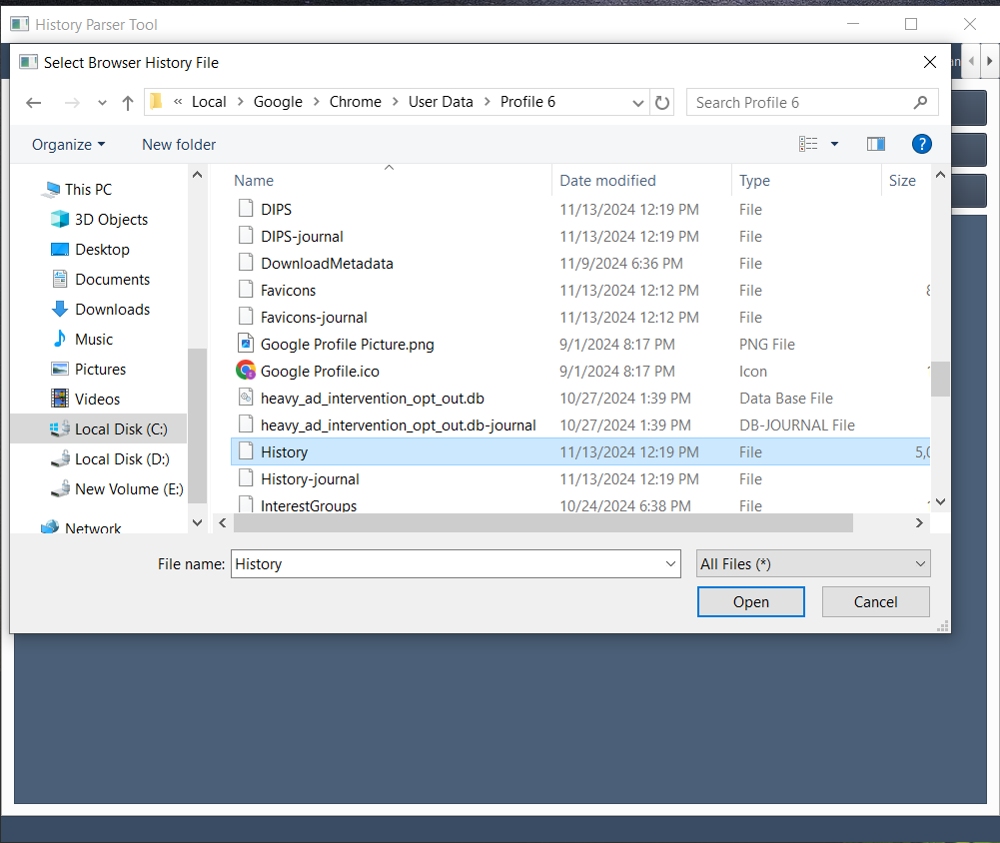 History Parser Tool
Select Browser History File
« Local > Google > Chrome > User Data > Profile 6
Search Profile 6
Organize
New folder
?
Name Date modified Type Size
This PC
3D Objects
Desktop
Documents
Downloads
Music
Pictures
Videos
Local Disk (C:)
Local Disk (D:)
New Volume (E:)
Network
DIPS 11/13/2024 12:19 PM File
DIPS-journal 11/13/2024 12:19 PM File
DownloadMetadata 11/9/2024 6:36 PM File
Favicons 11/13/2024 12:12 PM File
Favicons-journal 11/13/2024 12:12 PM File
Google Profile Picture.png 9/1/2024 8:17 PM PNG File
Google Profile.ico 9/1/2024 8:17 PM Icon
heavy_ad_intervention_opt_out.db 10/27/2024 1:39 PM Data Base File
heavy_ad_intervention_opt_out.db-journal 10/27/2024 1:39 PM DB-JOURNAL File
History 11/13/2024 12:19 PM File
History-journal 11/13/2024 12:19 PM File
InterestGroups 10/24/2024 6:38 PM File
File name: History
All Files (*)
Open
Cancel